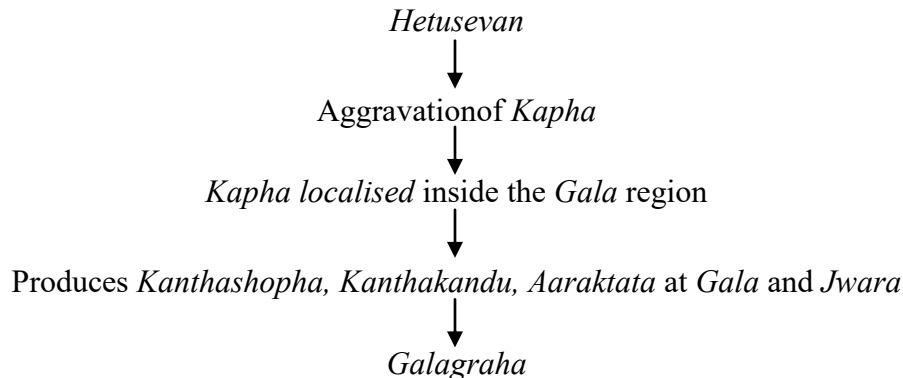 Hetusevan
Aggravationof Kapha
Kapha localised inside the Gala region
Produces Kanthashopha, Kanthakandu, Aaraktata at Gala and Jwara
Galagraha